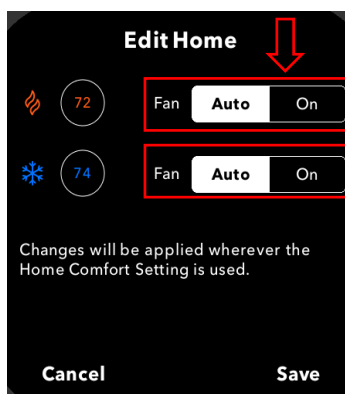 Edit Home
72 Fan Auto On
74 Fan Auto On
Changes will be applied wherever the
Home Comfort Setting is used.
Cancel Save